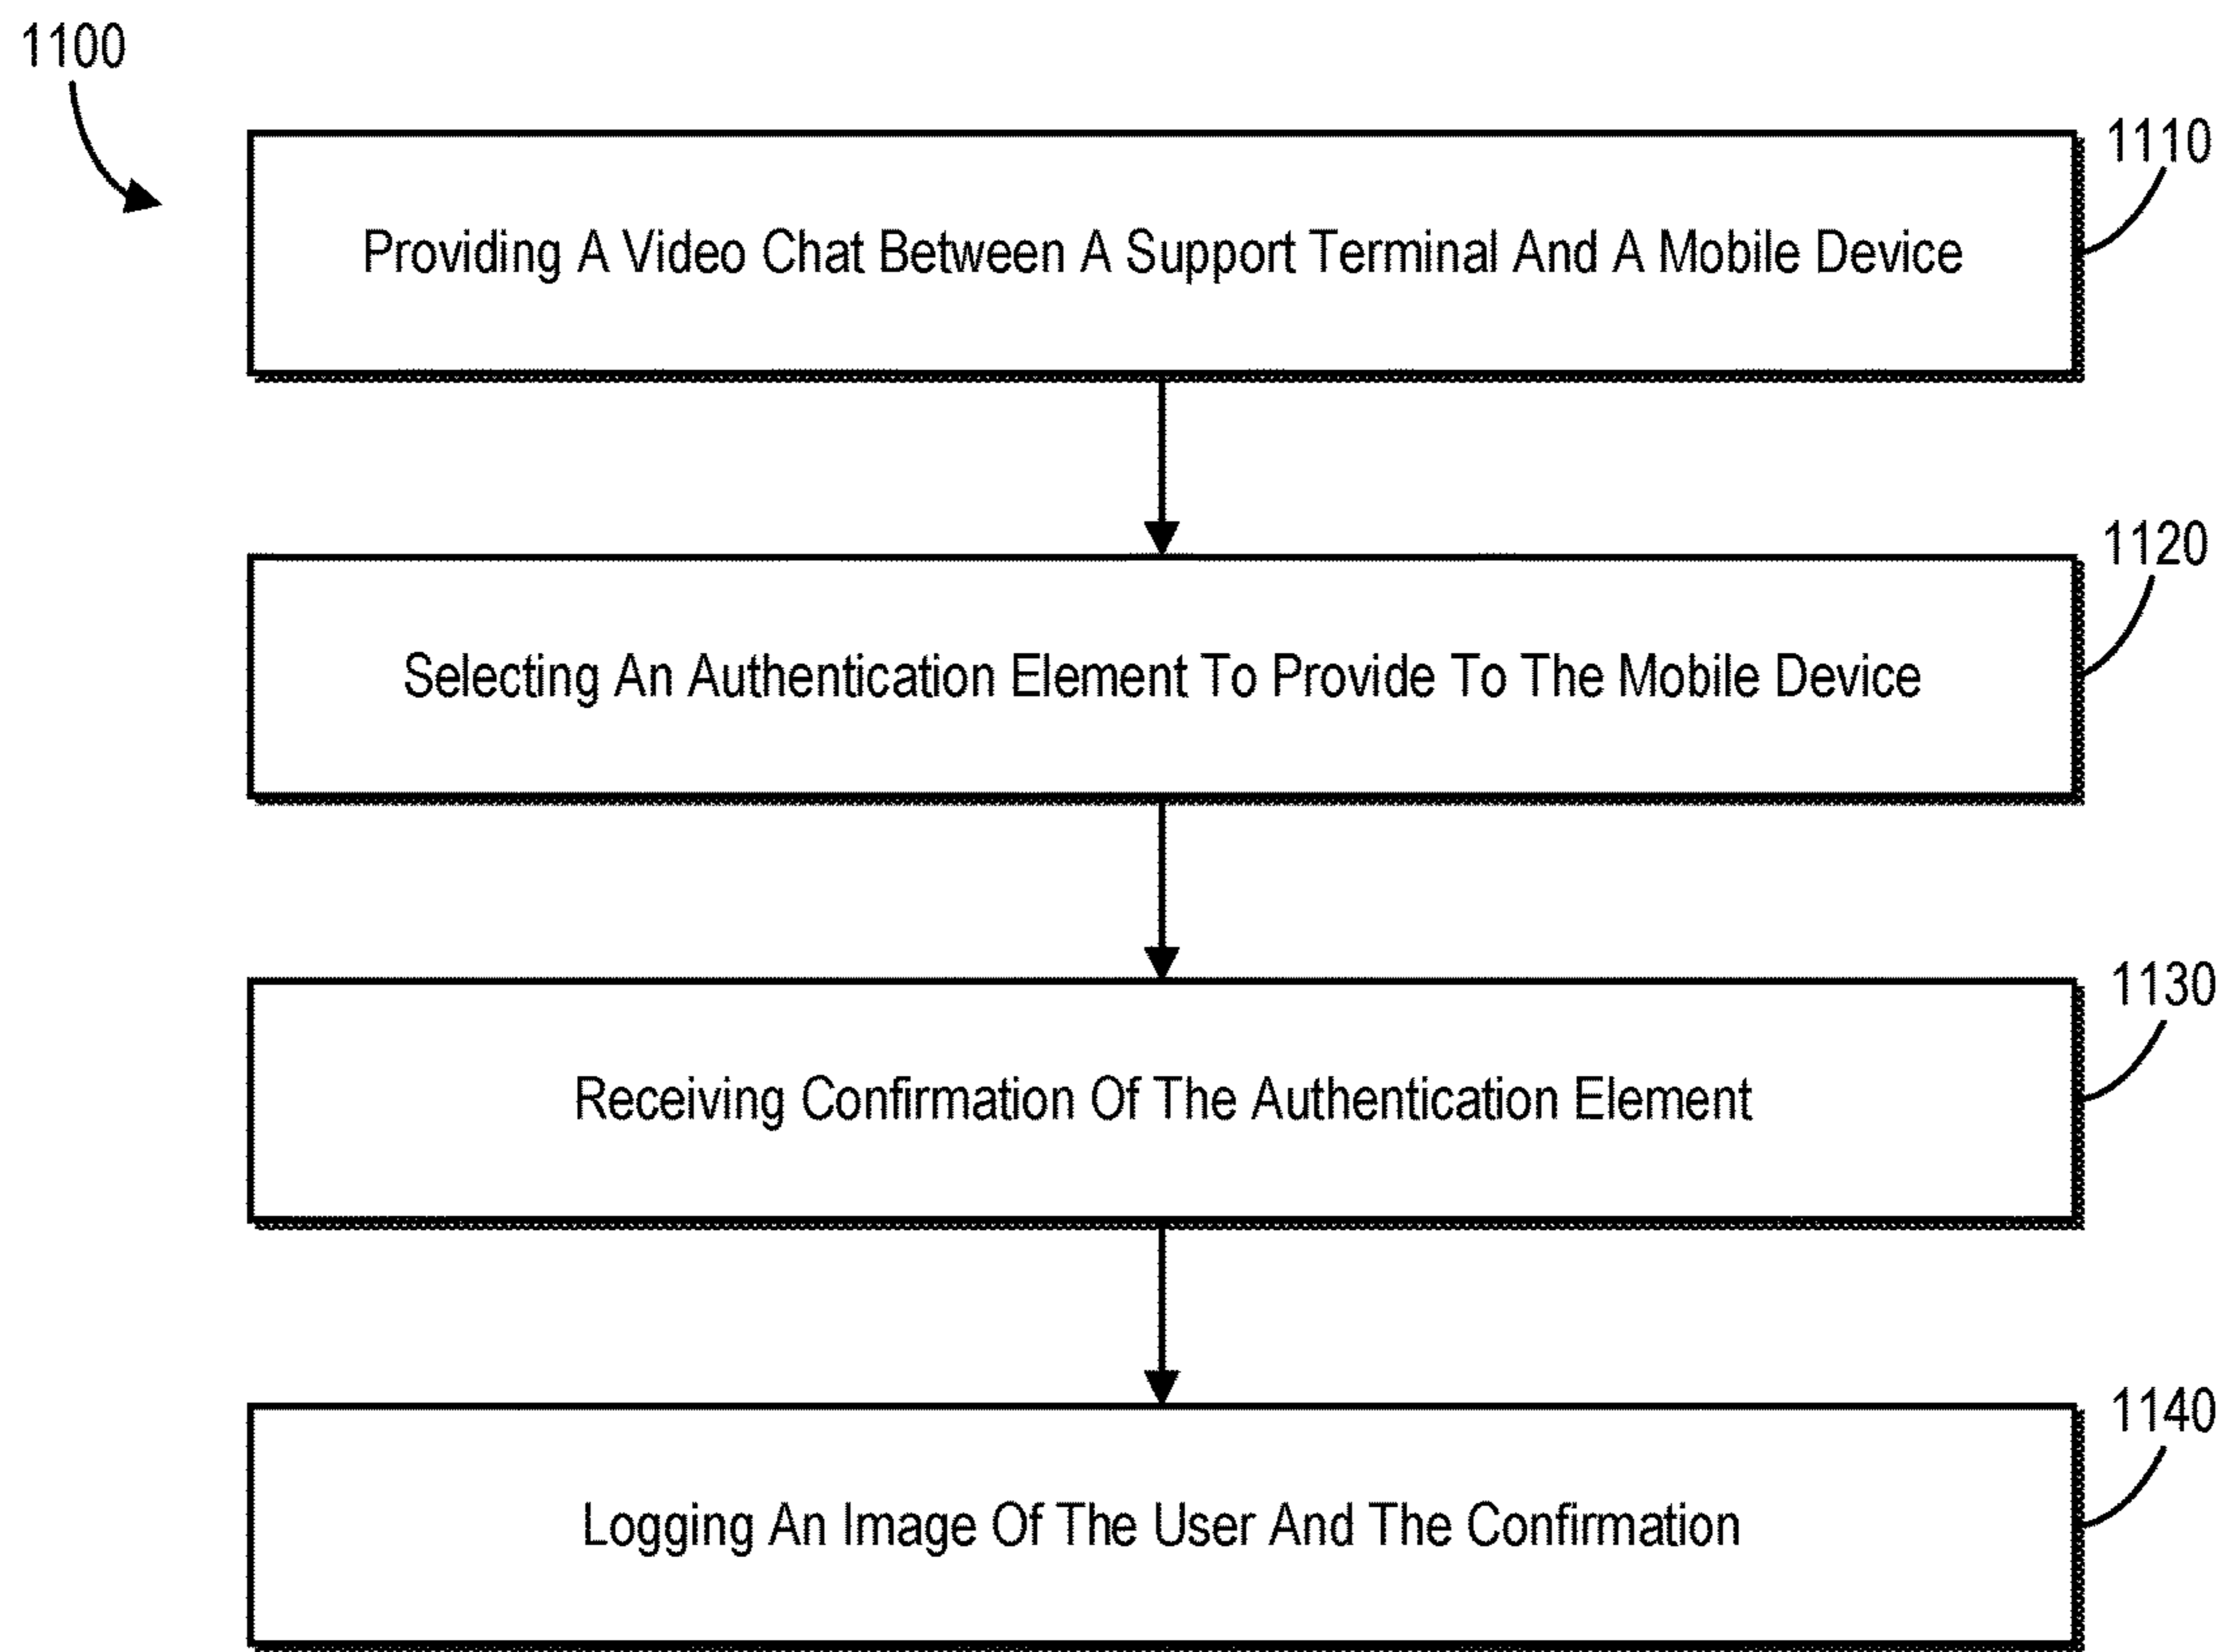 1100
1110
Providing A Video Chat Between A Support Terminal And A Mobile Device
1120
Selecting An Authentication Element To Provide To The Mobile Device
1130
Receiving Confirmation Of The Authentication Element
1140
Logging An Image Of The User And The Confirmation